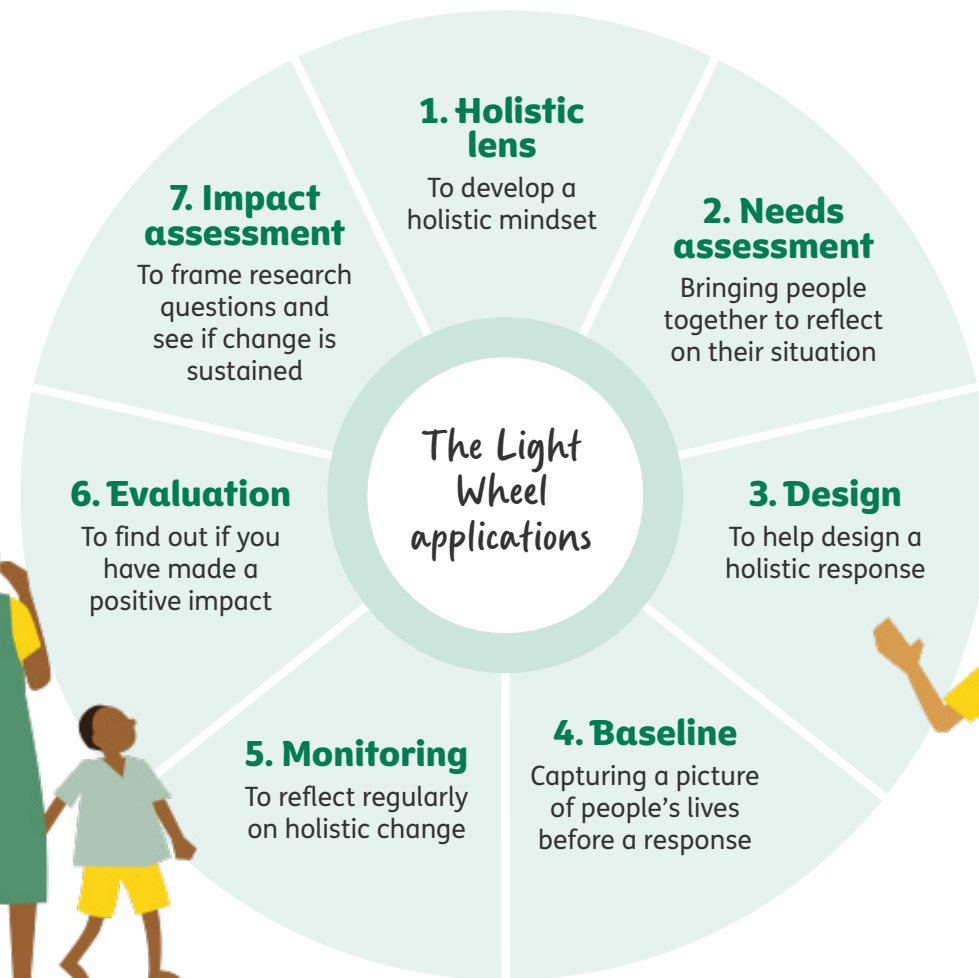 1. Holistic
lens
To develop a
holistic mindset
2. Needs
assessment
Bringing people
together to reflect
on their situation
3. Design
To help design a
holistic response
4. Baseline
Capturing a picture
of people’s lives
before a response
5. Monitoring
To reflect regularly
on holistic change
6. Evaluation
To find out if you
have made a
positive impact
7. Impact
assessment
To frame research
questions and
see if change is
sustained
The Light
Wheel
applications